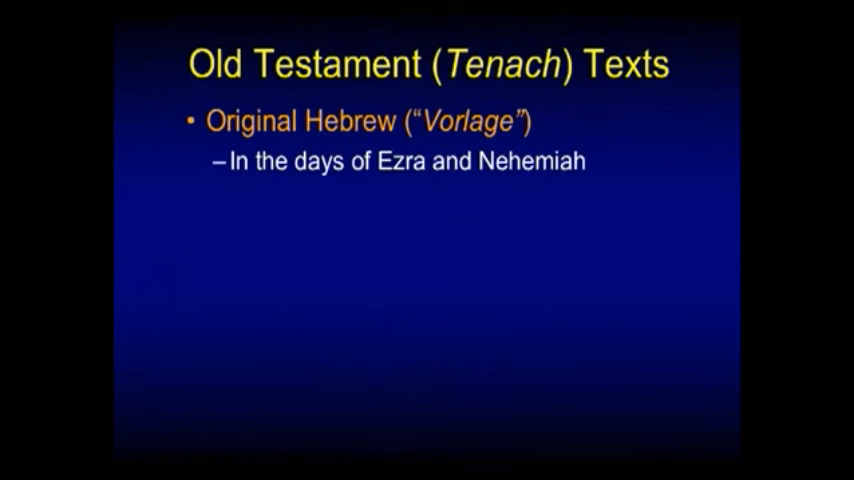 Old Testament (Tenach) Texts
• Original Hebrew (“Vorlage”)
– In the days of Ezra and Nehemiah